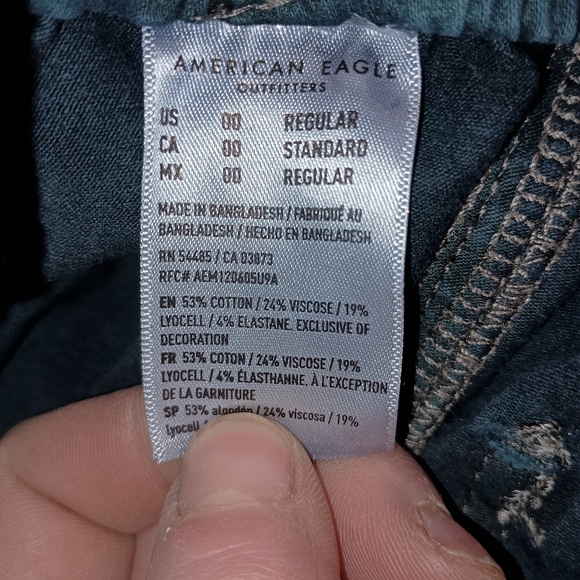 AMERICAN EAGLE
OUTFITTERS
US 00 REGULAR
CA 00 STANDARD
MX 00 REGULAR
MADE IN BANGLADESH / FABRIQUÉ AU
BANGLADESH / HECHO EN BANGLADESH
RN 54485 / CA 03873
RFC# AEM120605U9A
EN 53% COTTON / 24% VISCOSE / 19%
LYOCELL / 4% ELASTANE. EXCLUSIVE OF
DECORATION
FR 53% COTON / 24% VISCOSE / 19%
LYOCELL / 4% ÉLASTHANNE. À L'EXCEPTION
DE LA GARNITURE
SP 53% algodón / 24% viscosa / 19%
lyocell /